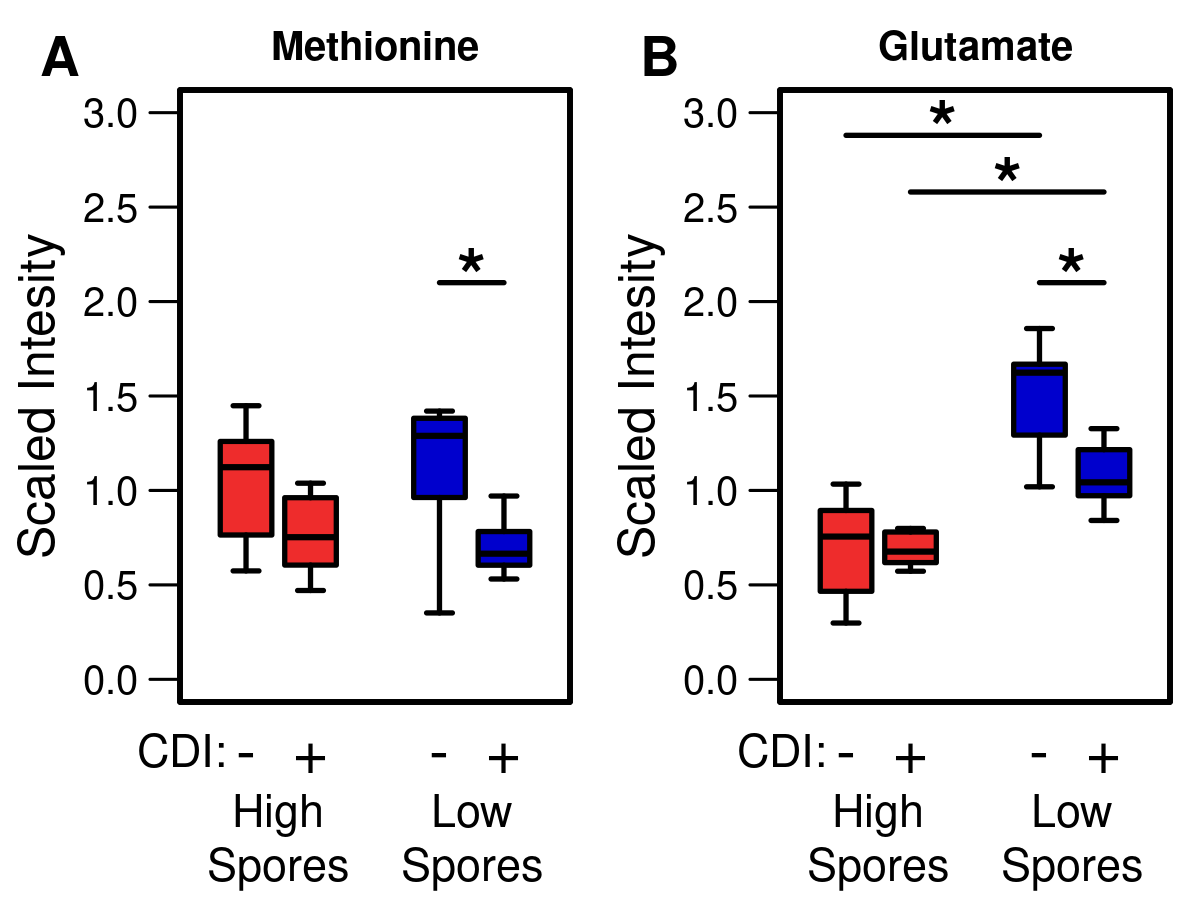 A
Methionine
3.0
2.5
2.0
1.5
1.0
0.5
0.0
Scaled Intesity
*
CDI: - + - +
High Low
Spores Spores
B
Glutamate
3.0
2.5
2.0
1.5
1.0
0.5
0.0
Scaled Intesity
*
*
*
CDI: - + - +
High Low
Spores Spores